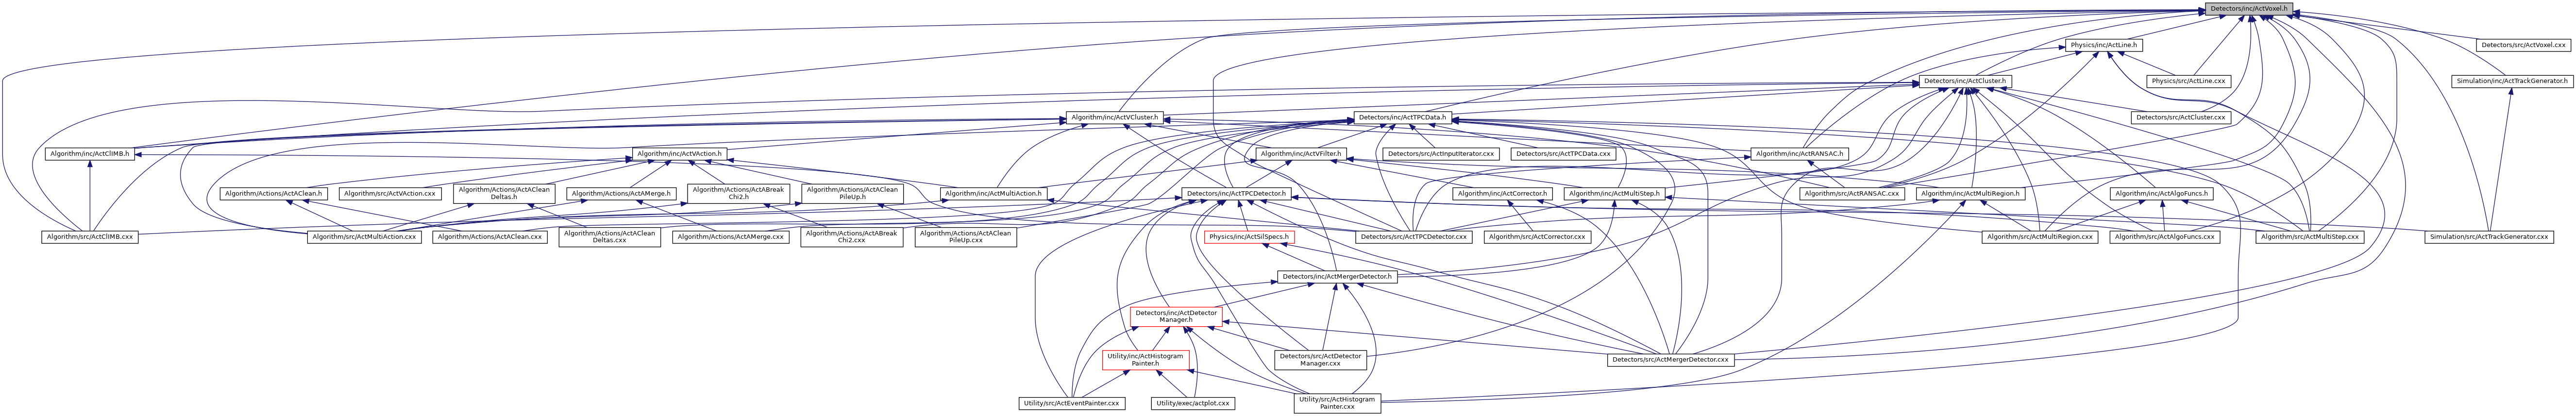 Detectors/inc/ActVoxel.h
Physics/inc/ActLine.h
Detectors/src/ActVoxel.cxx
Detectors/inc/ActCluster.h
Physics/src/ActLine.cxx
Simulation/inc/ActTrackGenerator.h
Algorithm/inc/ActVCluster.h
Detectors/inc/ActTPCData.h
Detectors/src/ActCluster.cxx
Algorithm/inc/ActClIMB.h
Algorithm/inc/ActVAction.h
Algorithm/inc/ActVFilter.h
Detectors/src/ActInputIterator.cxx
Detectors/src/ActTPCData.cxx
Algorithm/inc/ActRANSAC.h
Algorithm/Actions/ActAClean.h
Algorithm/src/ActVAction.cxx
Algorithm/Actions/ActAClean
Deltas.h
Algorithm/Actions/ActAMerge.h
Algorithm/Actions/ActABreak
Chi2.h
Algorithm/Actions/ActAClean
PileUp.h
Algorithm/inc/ActMultiAction.h
Detectors/inc/ActTPCDetector.h
Algorithm/inc/ActCorrector.h
Algorithm/inc/ActMultiStep.h
Algorithm/src/ActRANSAC.cxx
Algorithm/inc/ActMultiRegion.h
Algorithm/inc/ActAlgoFuncs.h
Algorithm/src/ActClIMB.cxx
Algorithm/src/ActMultiAction.cxx
Algorithm/Actions/ActAClean.cxx
Algorithm/Actions/ActAClean
Deltas.cxx
Algorithm/Actions/ActAMerge.cxx
Algorithm/Actions/ActABreak
Chi2.cxx
Algorithm/Actions/ActAClean
PileUp.cxx
Physics/inc/ActSilSpecs.h
Detectors/src/ActTPCDetector.cxx
Algorithm/src/ActCorrector.cxx
Algorithm/src/ActMultiRegion.cxx
Algorithm/src/ActAlgoFuncs.cxx
Algorithm/src/ActMultiStep.cxx
Simulation/src/ActTrackGenerator.cxx
Detectors/inc/ActMergerDetector.h
Detectors/inc/ActDetector
Manager.h
Utility/inc/ActHistogram
Painter.h
Detectors/src/ActDetector
Manager.cxx
Detectors/src/ActMergerDetector.cxx
Utility/src/ActEventPainter.cxx
Utility/exec/actplot.cxx
Utility/src/ActHistogram
Painter.cxx